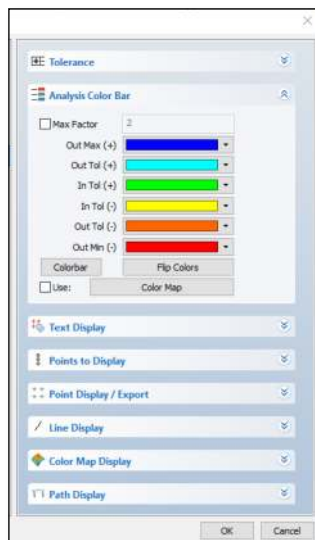 Tolerance
Analysis Color Bar
Max Factor 2
Out Max (+)
Out Tol (+)
In Tol (+)
In Tol (-)
Out Tol (-)
Out Min (-)
Colorbar Flip Colors
Use: Color Map
Text Display
Points to Display
Point Display / Export
Line Display
Color Map Display
Path Display
OK Cancel